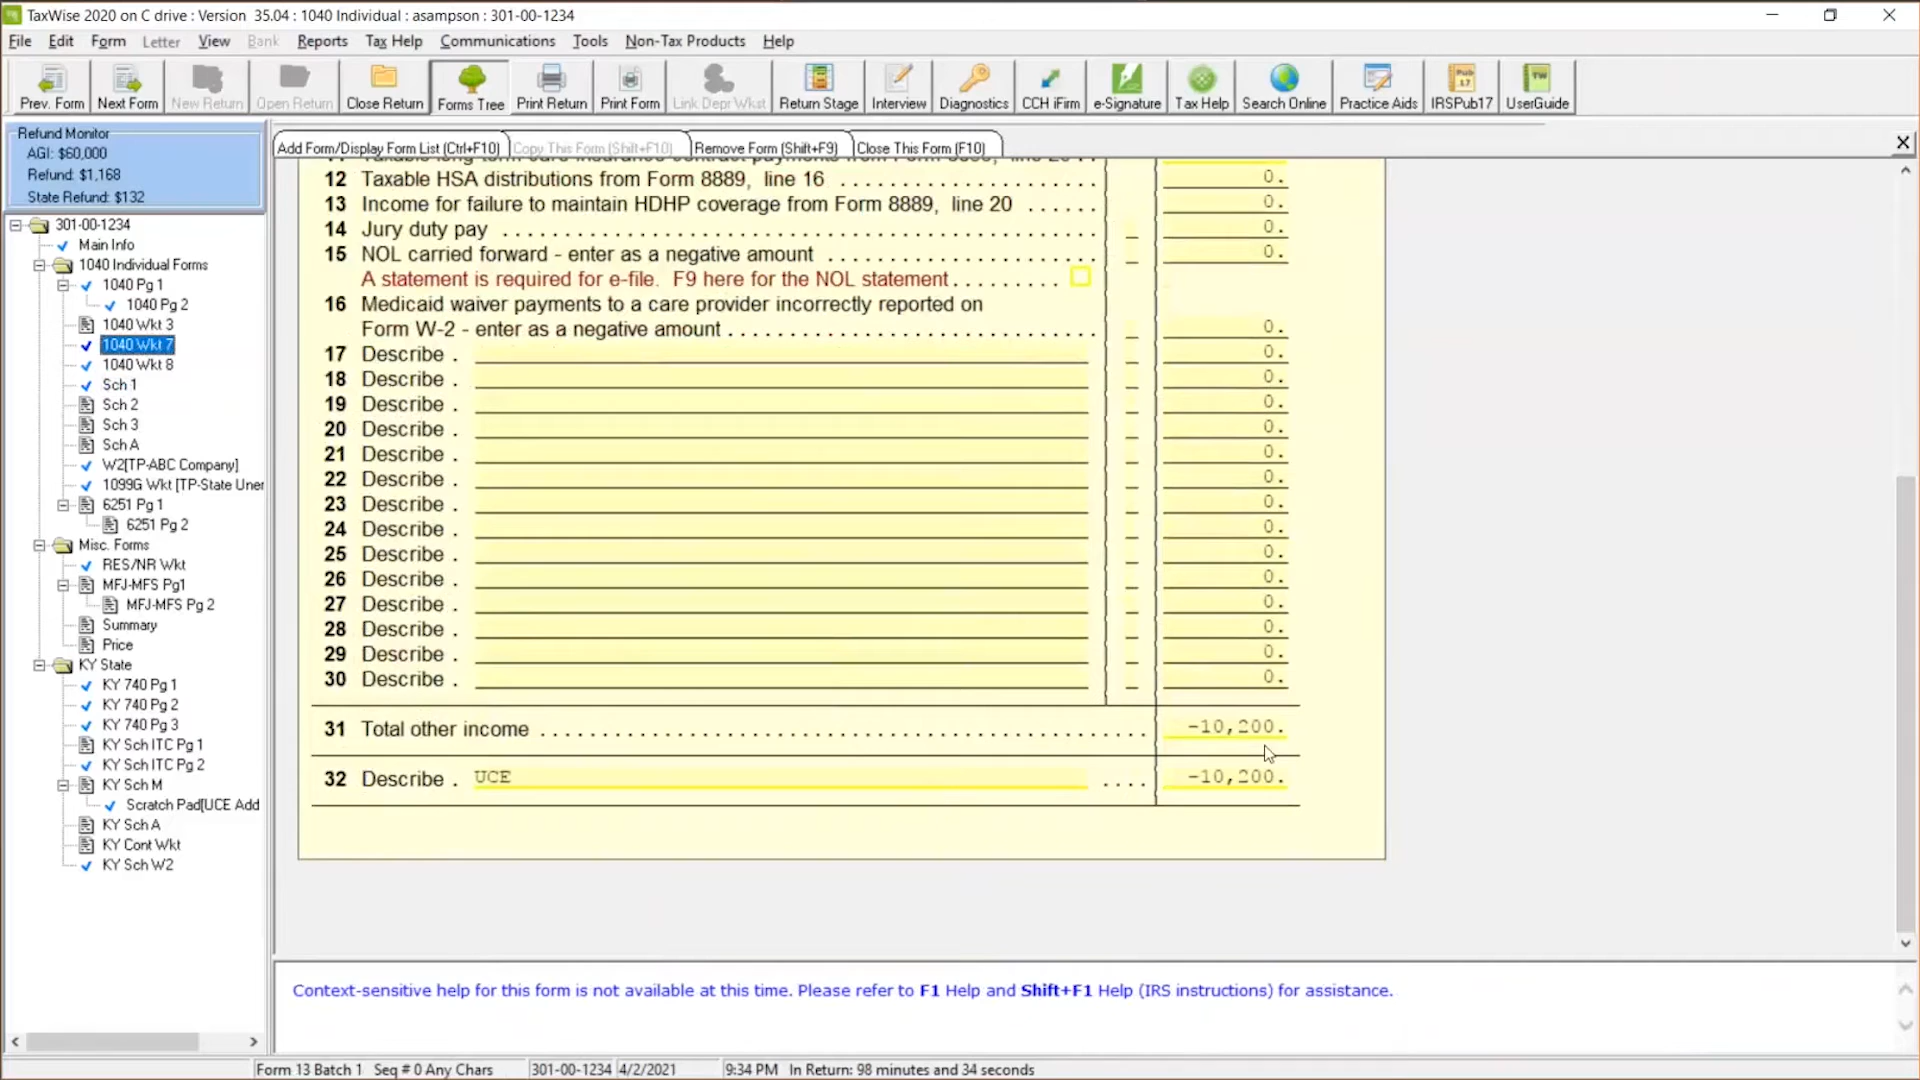 TaxWise 2020 on C drive : Version 35.04 : 1040 Individual : asampson : 301-00-1234
File Edit Form Letter View Bank Reports Tax Help Communications Tools Non-Tax Products Help
Prev. Form Next Form New Return Open Return Close Return Forms Tree Print Return Print Form Link Depr Wkst Return Stage Interview Diagnostics CCH iFirm e-Signature Tax Help Search Online Practice Aids IRSPub17 UserGuide
Refund Monitor
AGI: $60,000
Refund: $1,168
State Refund: $132
301-00-1234
Main Info
1040 Individual Forms
1040 Pg 1
1040 Pg 2
1040 Wkt 3
1040 Wkt 7
1040 Wkt 8
Sch 1
Sch 2
Sch 3
Sch A
W2[TP-ABC Company]
1099G Wkt [TP-State Uner
6251 Pg 1
6251 Pg 2
Misc. Forms
RES/NR Wkt
MFJ-MFS Pg1
MFJ-MFS Pg 2
Summary
Price
KY State
KY 740 Pg 1
KY 740 Pg 2
KY 740 Pg 3
KY Sch ITC Pg 1
KY Sch ITC Pg 2
KY Sch M
Scratch Pad[UCE Add
KY Sch A
KY Cont Wkt
KY Sch W2
Add Form/Display Form List (Ctrl+F10) Copy This Form (Shift+F10) Remove Form (Shift+F9) Close This Form (F10)
12 Taxable HSA distributions from Form 8889, line 16 0.
13 Income for failure to maintain HDHP coverage from Form 8889, line 20 0.
14 Jury duty pay 0.
15 NOL carried forward - enter as a negative amount 0.
A statement is required for e-file. F9 here for the NOL statement
16 Medicaid waiver payments to a care provider incorrectly reported on
Form W-2 - enter as a negative amount 0.
17 Describe . 0.
18 Describe . 0.
19 Describe . 0.
20 Describe . 0.
21 Describe . 0.
22 Describe . 0.
23 Describe . 0.
24 Describe . 0.
25 Describe . 0.
26 Describe . 0.
27 Describe . 0.
28 Describe . 0.
29 Describe . 0.
30 Describe . 0.
31 Total other income -10,200.
32 Describe . UCE .... -10,200.
Context-sensitive help for this form is not available at this time. Please refer to F1 Help and Shift+F1 Help (IRS instructions) for assistance.
Form 13 Batch 1 Seq # 0 Any Chars 301-00-1234 4/2/2021 9:34 PM In Return: 98 minutes and 34 seconds